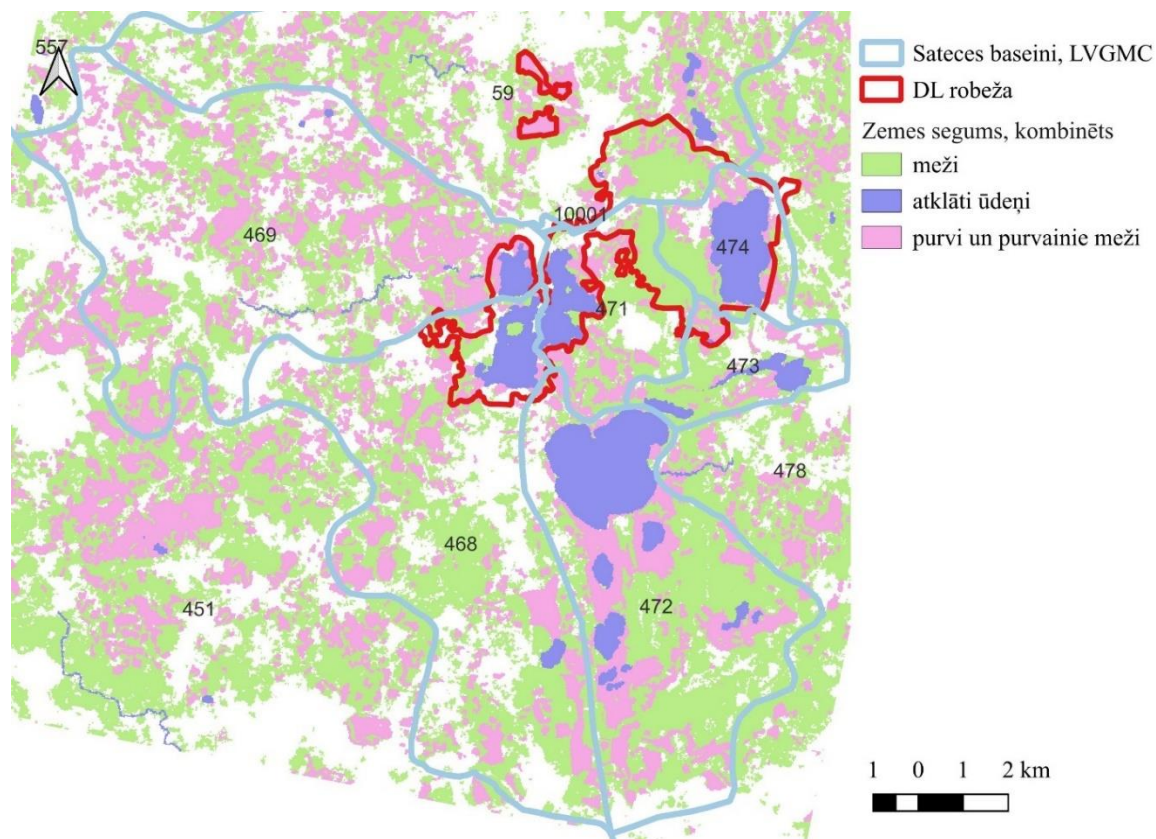 557
59
10001
469
474
471
473
478
468
472
451
Sateces baseini, LVGMC
DL robeža
Zemes segums, kombinēts
meži
atklāti ūdeņi
purvi un purvainie meži
1 0 1 2 km